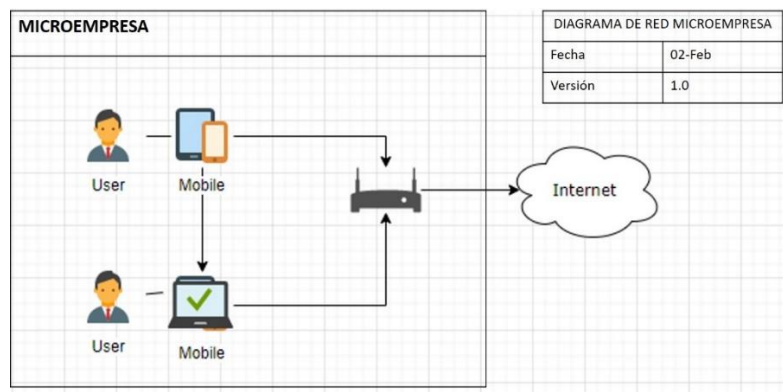 MICROEMPRESA
DIAGRAMA DE RED MICROEMPRESA
Fecha 02-Feb
Versión 1.0
User Mobile
Internet
User Mobile